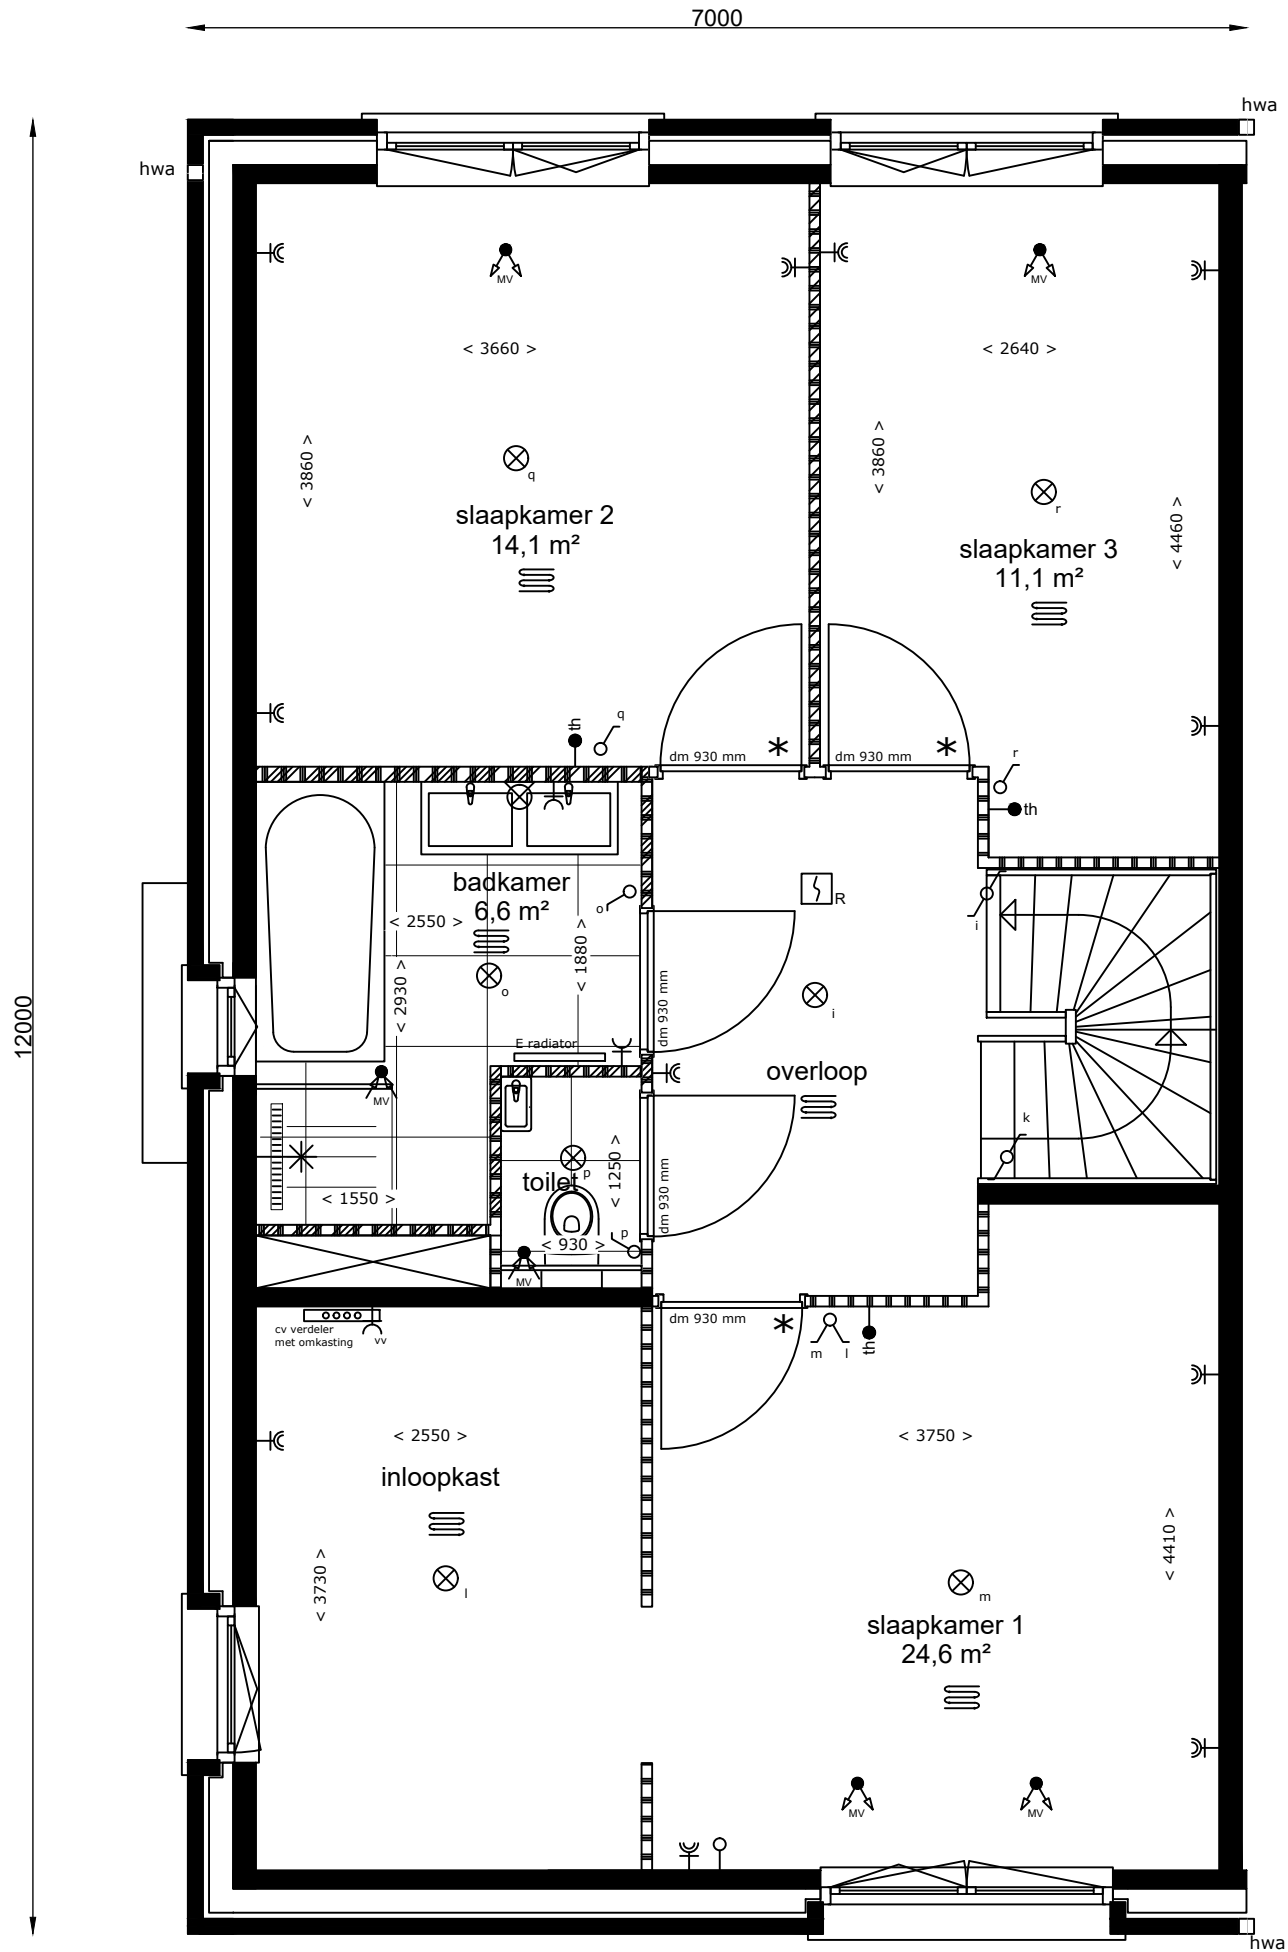 7000
hwa
hwa
MV
MV
< 3660 >
< 2640 >
< 3860 >
< 3860 >
q
r
< 4460 >
slaapkamer 2
14,1 m²
slaapkamer 3
11,1 m²
th
q
dm 930 mm
*
dm 930 mm
*
r
th
badkamer
6,6 m²
o
R
< 2550 >
i
< 1880 >
< 2930 >
o
dm 930 mm
i
12000
E radiator
overloop
MV
k
toilet
p
< 1250 >
dm 930 mm
< 1550 >
< 930 >
p
MV
cv verdeler
met omkasting
vv
dm 930 mm
*
m
l
th
< 2550 >
< 3750 >
inloopkast
< 3730 >
< 4410 >
l
m
slaapkamer 1
24,6 m²
MV
MV
hwa